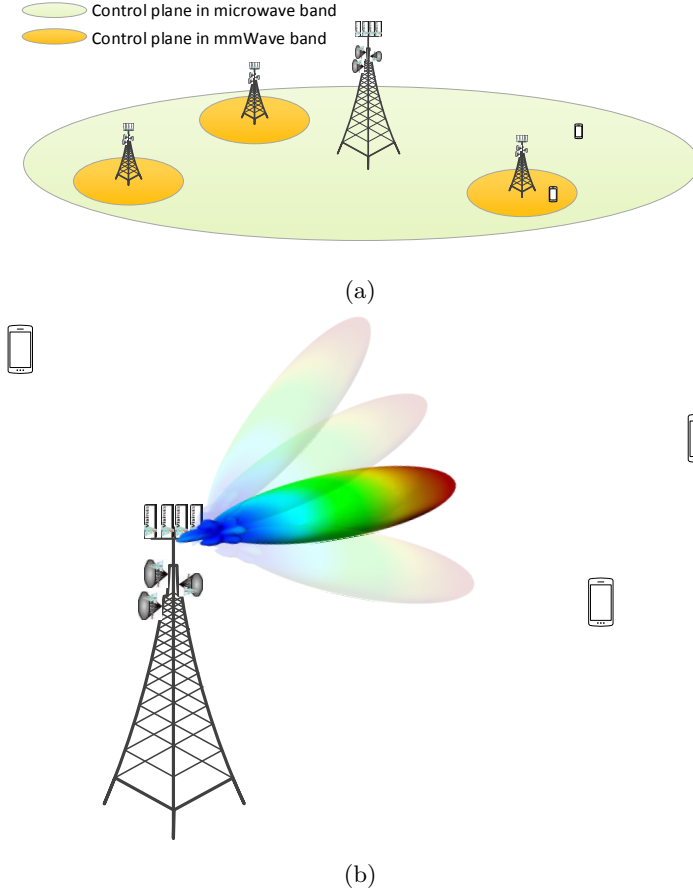 Control plane in microwave band
Control plane in mmWave band
(a)
(b)